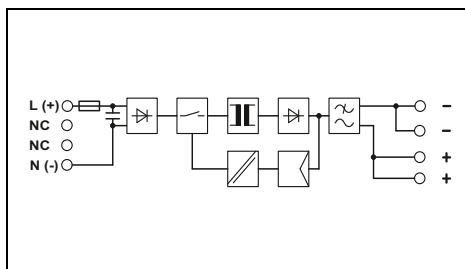 L (+)
NC
NC
N (-)
–
–
+
+